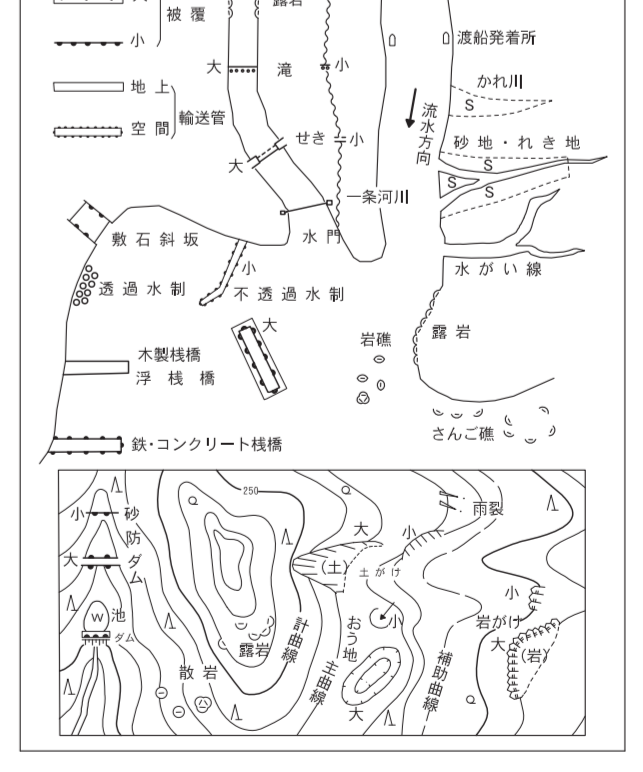 被覆
小
露岩
地上
空間
輸送管
大
滝
小
せき
小
大
流水方向
渡船発着所
かれ川
S
砂地・れき地
S
S
S
一条河川
水門
水がい線
敷石斜坂
透過水制
小
不透過水制
大
木製桟橋
浮桟橋
岩礁
露岩
さんご礁
鉄・コンクリート桟橋
250
小
砂防ダム
大
W
池
ダム
大
(土)
土がけ
小
雨裂
小
岩がけ
大
(岩)
露岩
散岩
計曲線
主曲線
おう地
小
大
補助曲線